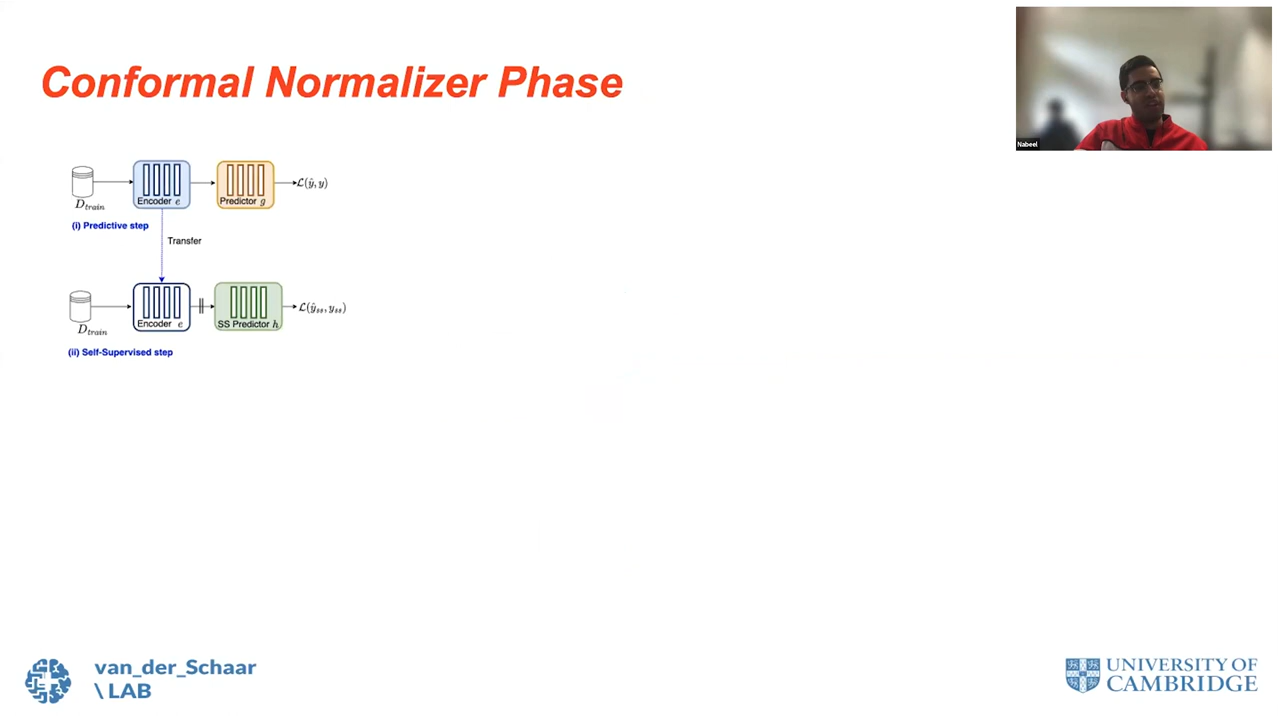 Conformal Normalizer Phase
Nabeel
Encoder e
Predictor g
ℒ(ŷ, y)
D_train
(i) Predictive step
Transfer
Encoder e
SS Predictor h
ℒ(ŷ_ss, y_ss)
D_train
(ii) Self-Supervised step
van_der_Schaar
\ LAB
UNIVERSITY OF
CAMBRIDGE